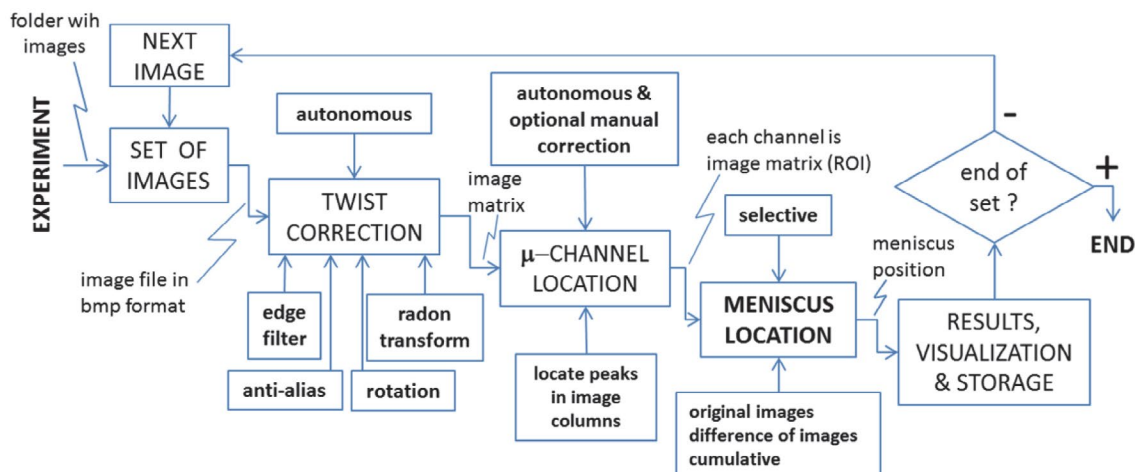 folder wih
images
NEXT
IMAGE
EXPERIMENT
SET OF
IMAGES
image file in
bmp format
autonomous
TWIST
CORRECTION
edge
filter
anti-alias
rotation
radon
transform
image
matrix
autonomous &
optional manual
correction
μ–CHANNEL
LOCATION
locate peaks
in image
columns
each channel is
image matrix (ROI)
selective
MENISCUS
LOCATION
original images
difference of images
cumulative
meniscus
position
RESULTS,
VISUALIZATION
& STORAGE
end of
set ?
-
+
END